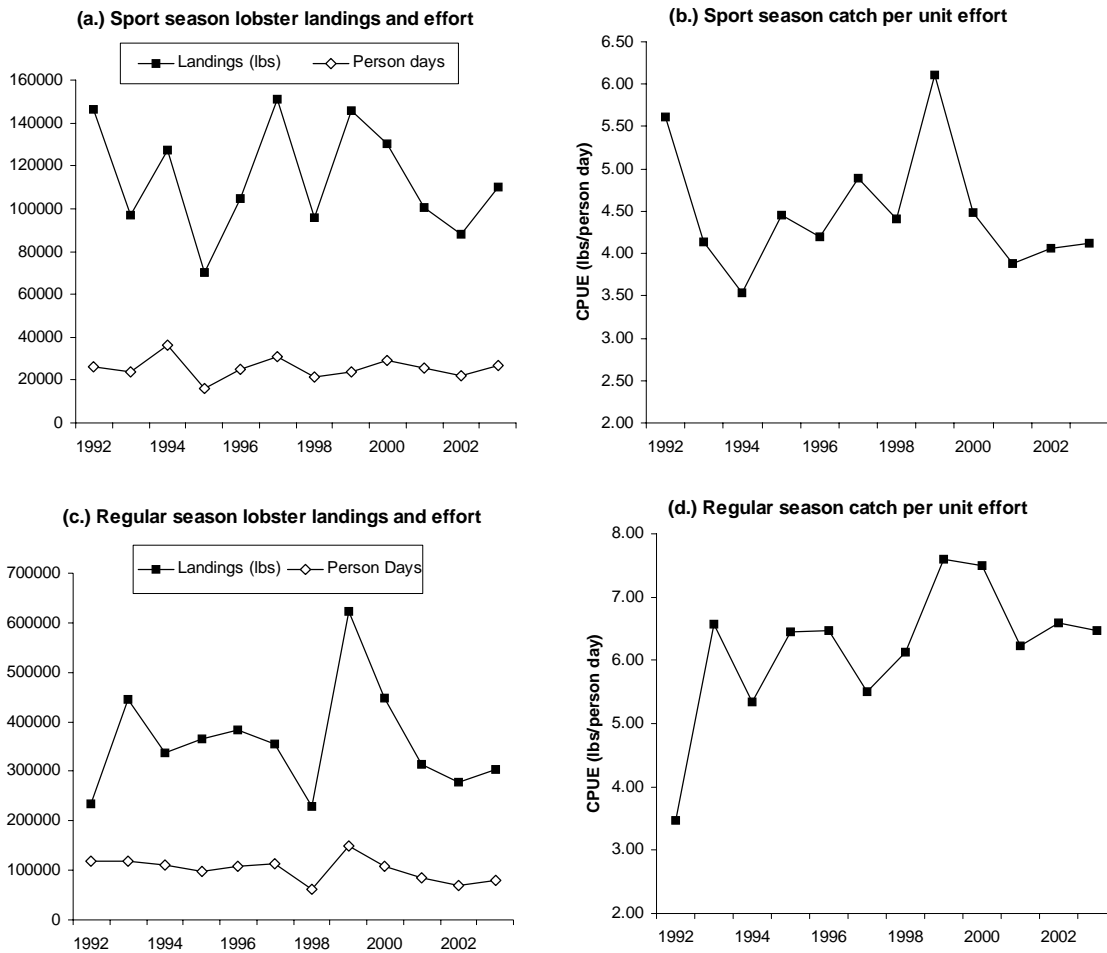 (a.) Sport season lobster landings and effort
Landings (lbs) Person days
160000
140000
120000
100000
80000
60000
40000
20000
0
1992 1994 1996 1998 2000 2002
(b.) Sport season catch per unit effort
CPUE (lbs/person day)
6.50
6.00
5.50
5.00
4.50
4.00
3.50
3.00
2.50
2.00
1992 1994 1996 1998 2000 2002
(c.) Regular season lobster landings and effort
Landings (lbs) Person Days
700000
600000
500000
400000
300000
200000
100000
0
1992 1994 1996 1998 2000 2002
(d.) Regular season catch per unit effort
CPUE (lbs/person day)
8.00
7.00
6.00
5.00
4.00
3.00
2.00
1992 1994 1996 1998 2000 2002